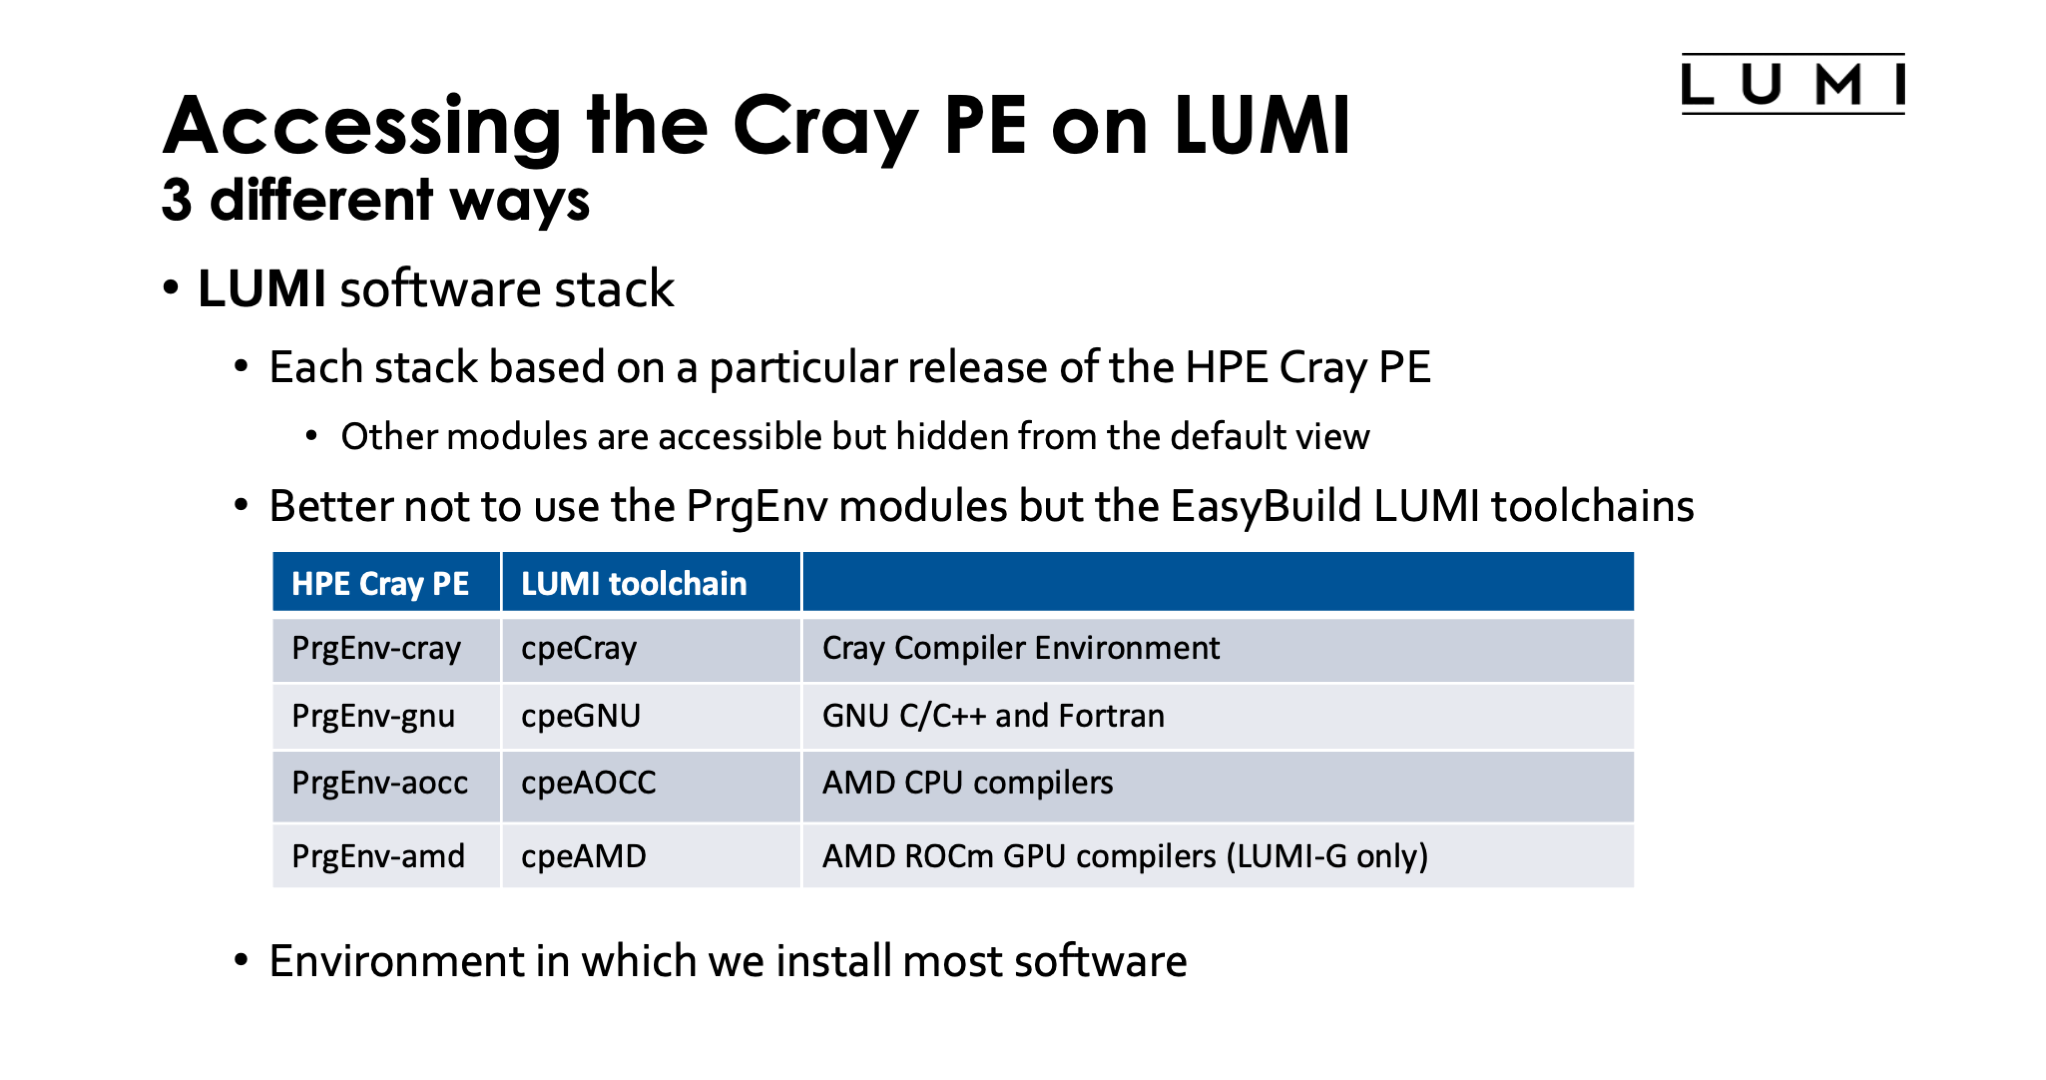 LUMI
Accessing the Cray PE on LUMI
3 different ways
• LUMI software stack
• Each stack based on a particular release of the HPE Cray PE
• Other modules are accessible but hidden from the default view
• Better not to use the PrgEnv modules but the EasyBuild LUMI toolchains
HPE Cray PE LUMI toolchain
PrgEnv-cray cpeCray Cray Compiler Environment
PrgEnv-gnu cpeGNU GNU C/C++ and Fortran
PrgEnv-aocc cpeAOCC AMD CPU compilers
PrgEnv-amd cpeAMD AMD ROCm GPU compilers (LUMI-G only)
• Environment in which we install most software